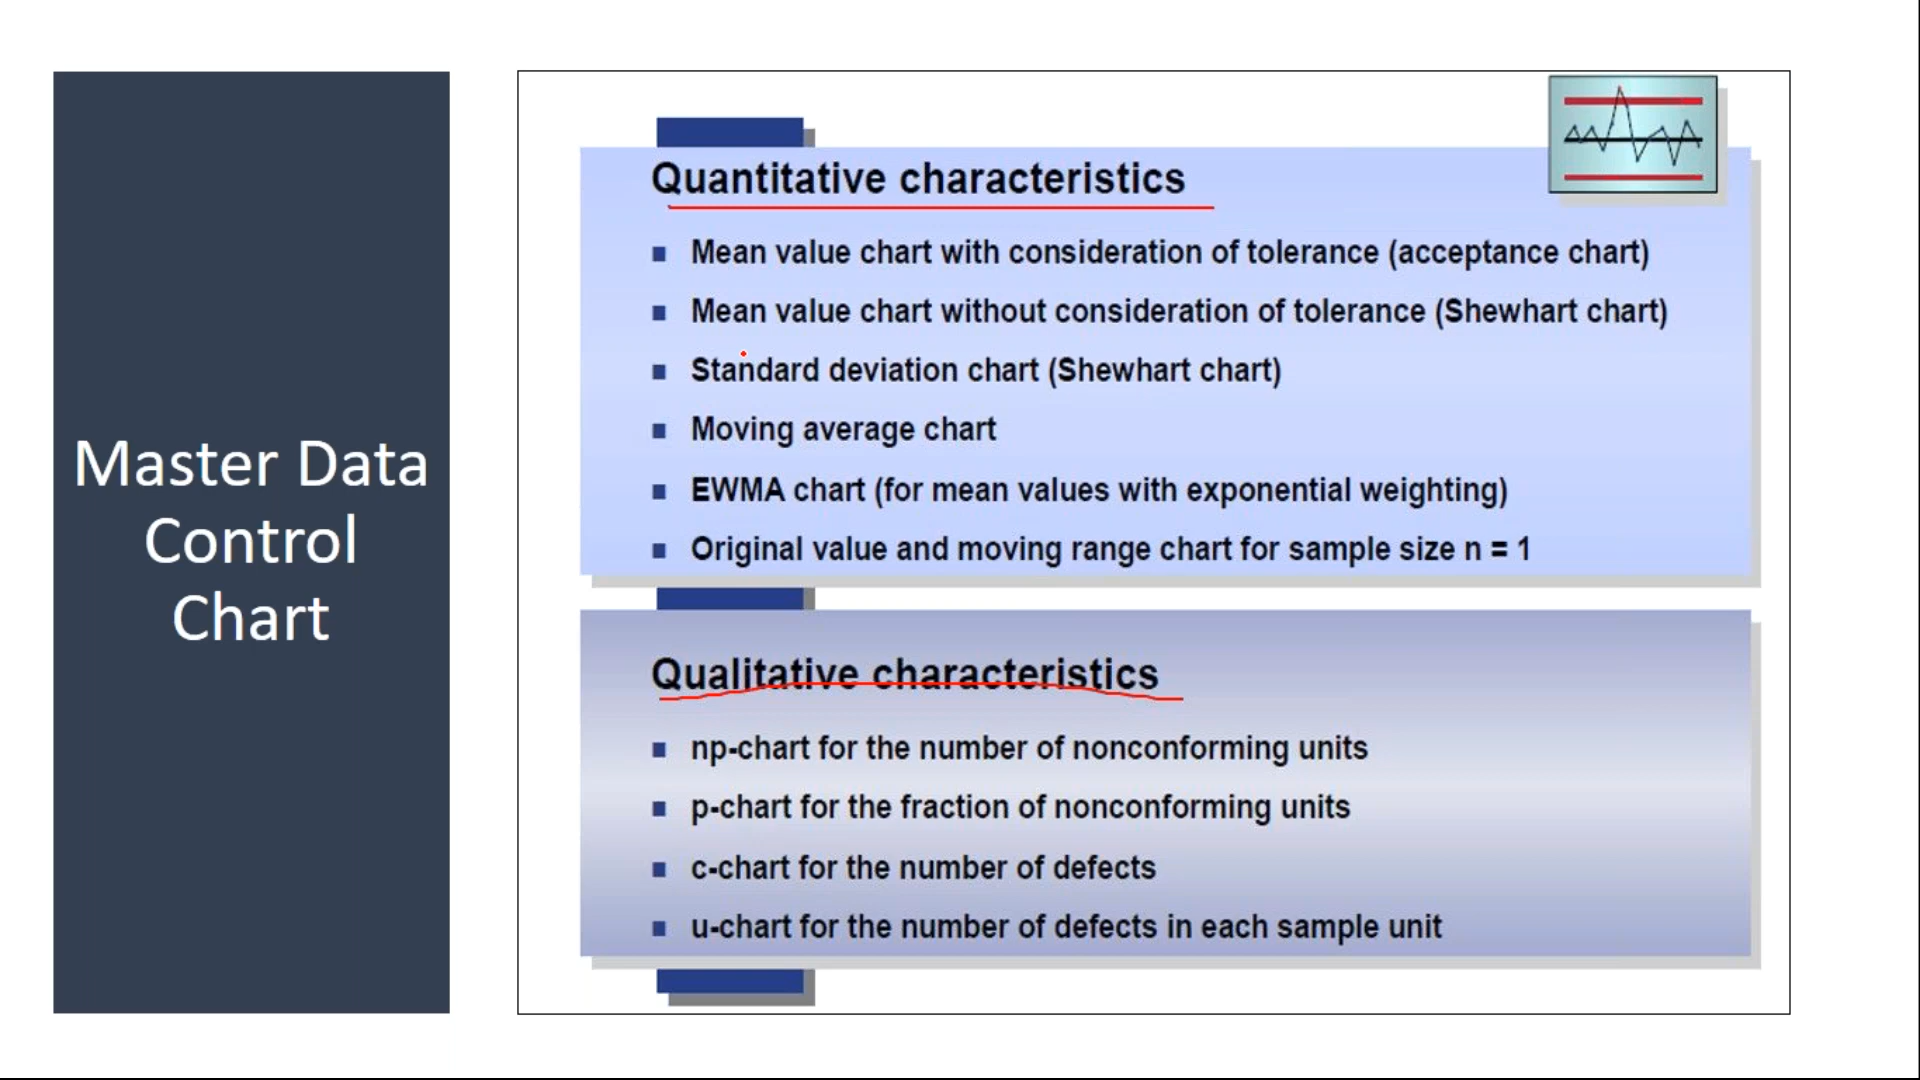 Master Data
Control
Chart
Quantitative characteristics
Mean value chart with consideration of tolerance (acceptance chart)
Mean value chart without consideration of tolerance (Shewhart chart)
Standard deviation chart (Shewhart chart)
Moving average chart
EWMA chart (for mean values with exponential weighting)
Original value and moving range chart for sample size n = 1
Qualitative characteristics
np-chart for the number of nonconforming units
p-chart for the fraction of nonconforming units
c-chart for the number of defects
u-chart for the number of defects in each sample unit